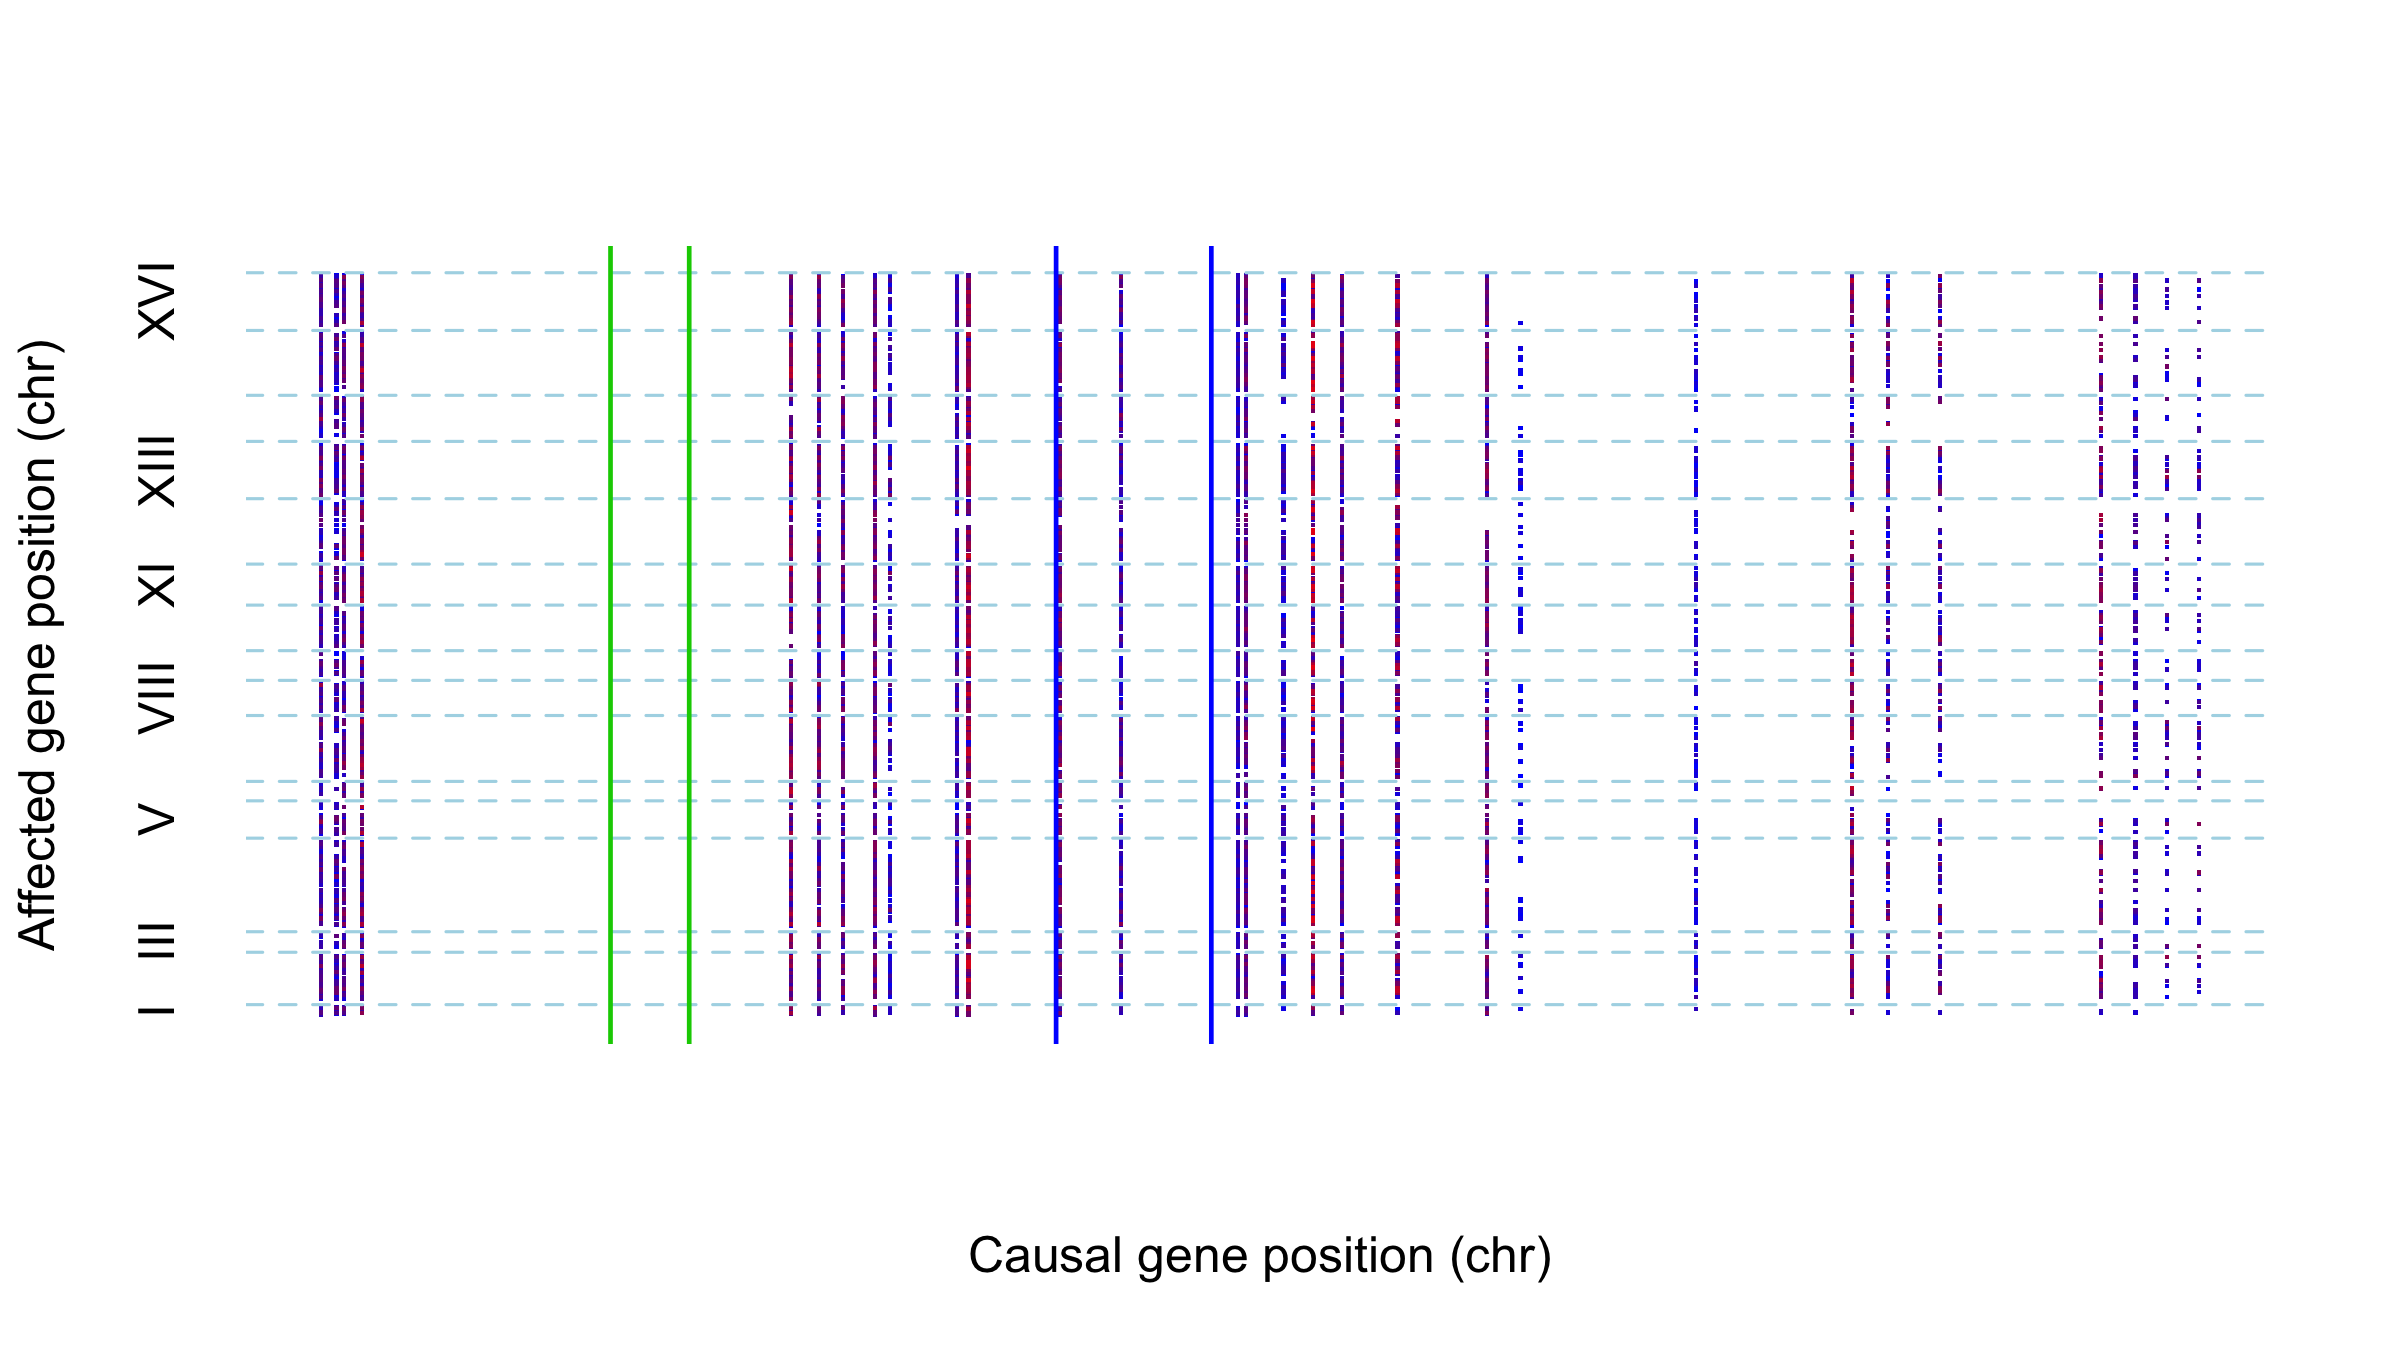 Affected gene position (chr)
XVI
XIII
XI
VIII
V
III
I
Causal gene position (chr)